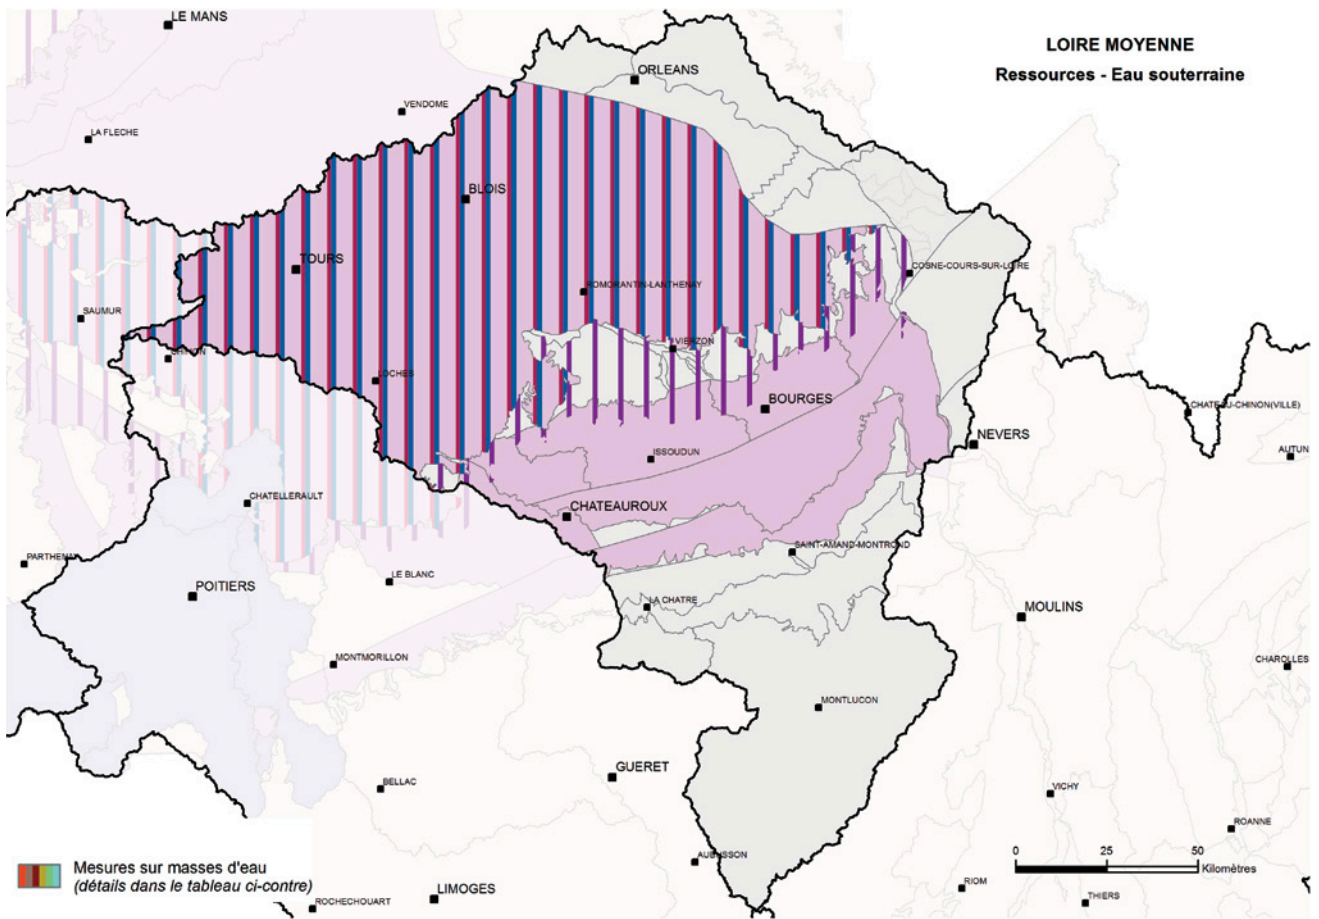 LE MANS
LOIRE MOYENNE
Ressources - Eau souterraine
ORLEANS
VENDOME
LA FLECHE
BLOIS
TOURS
COSNE-COURS-SUR-LOIRE
ROMORANTIN-LANTHENAY
SAUMUR
VIERZON
CHINON
LOCHES
BOURGES
CHATEAU-CHINON(VILLE)
NEVERS
AUTUN
ISSOUDUN
CHATELLERAULT
CHATEAUROUX
SAINT-AMAND-MONTROND
PARTHENAY
LE BLANC
POITIERS
LA CHATRE
MOULINS
MONTMORILLON
CHAROLLES
MONTLUCON
GUERET
BELLAC
VICHY
ROANNE
AUBUSSON
0 25 50
Kilomètres
Mesures sur masses d'eau
(détails dans le tableau ci-contre)
LIMOGES
RIOM
THIERS
ROCHECHOUART